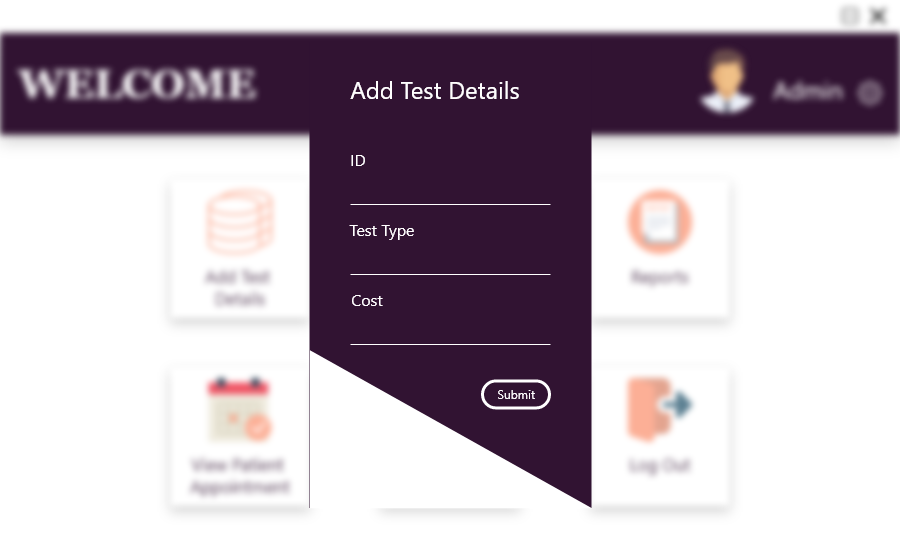 WELCOME
Admin
Add Test Details
ID
Test Type
Cost
Submit
Add Test
Details
Reports
View Patient
Appointment
Log Out